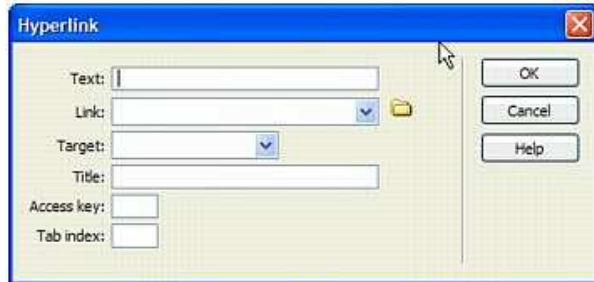 Hyperlink
Text:
OK
Link:
Cancel
Target:
Help
Title:
Access key:
Tab index: